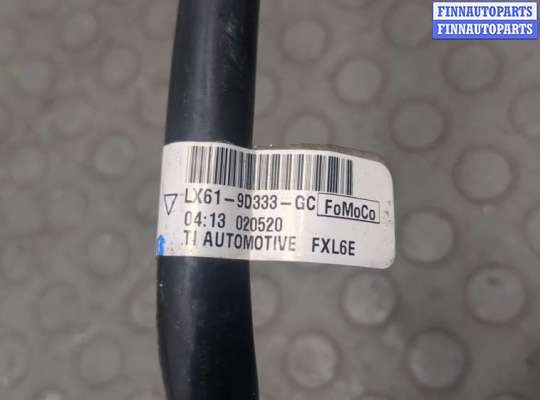 FINNAUTOPARTS
FINNAUTOPARTS
LX61-9D333-GC FoMoCo
04:13 020520
TI AUTOMOTIVE FXL6E